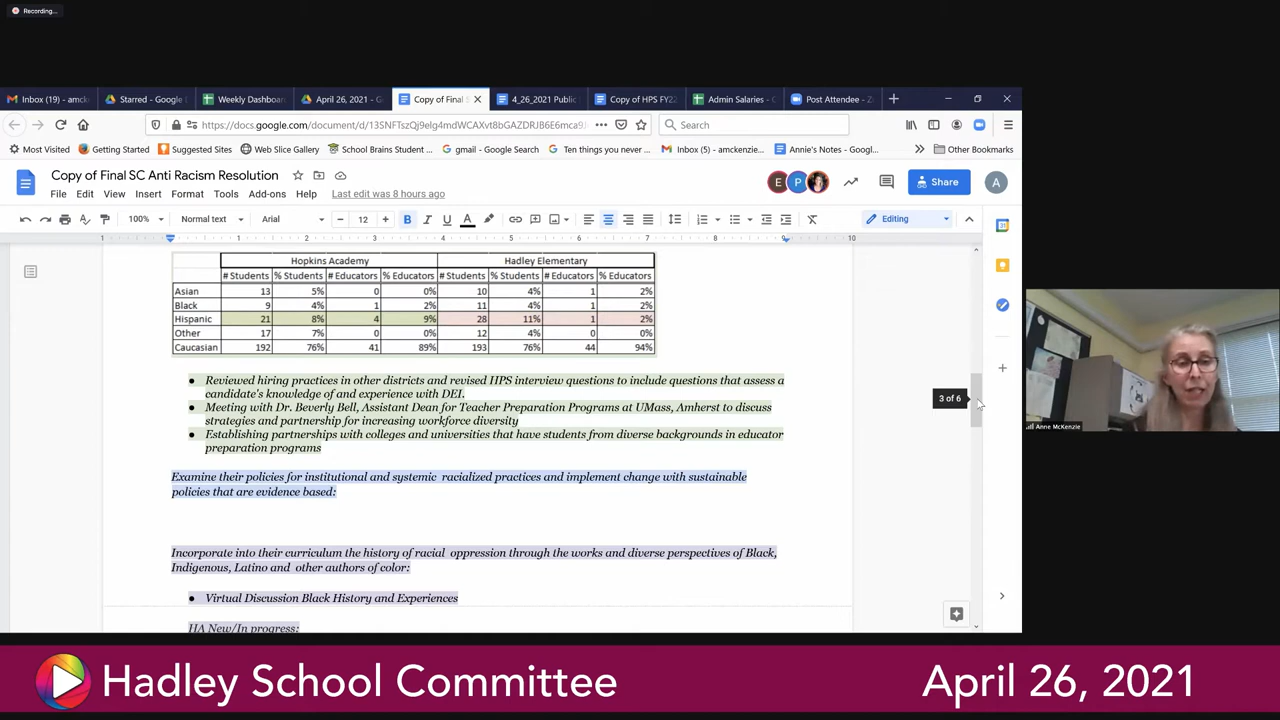 Recording...
Inbox (19) - amck
Starred - Google
Weekly Dashboa
April 26, 2021 - G
Copy of Final
4_26_2021 Public
Copy of HPS FY22
Admin Salaries - G
Post Attendee - Z
https://docs.google.com/document/d/13SNFTszQj9elg4mdWCAXvt8bGAZDRJB6E6mca9
Search
Most Visited
Getting Started
Suggested Sites
Web Slice Gallery
School Brains Student...
gmail - Google Search
Ten things you never ...
Inbox (5) - amckenzie...
Annie's Notes - Googl...
Other Bookmarks
Copy of Final SC Anti Racism Resolution
File Edit View Insert Format Tools Add-ons Help Last edit was 8 hours ago
E P Share A
100% Normal text Arial 12 B I U A Editing
1 1 2 3 4 5 6 7 8 9 10
Hopkins Academy Hadley Elementary
# Students % Students # Educators % Educators # Students % Students # Educators % Educators
Asian 13 5% 0 0% 10 4% 1 2%
Black 9 4% 1 2% 11 4% 1 2%
Hispanic 21 8% 4 9% 28 11% 1 2%
Other 17 7% 0 0% 12 4% 0 0%
Caucasian 192 76% 41 89% 193 76% 44 94%
● Reviewed hiring practices in other districts and revised HPS interview questions to include questions that assess a
candidate's knowledge of and experience with DEI.
● Meeting with Dr. Beverly Bell, Assistant Dean for Teacher Preparation Programs at UMass, Amherst to discuss
strategies and partnership for increasing workforce diversity
● Establishing partnerships with colleges and universities that have students from diverse backgrounds in educator
preparation programs
3 of 6
Examine their policies for institutional and systemic racialized practices and implement change with sustainable
policies that are evidence based:
Incorporate into their curriculum the history of racial oppression through the works and diverse perspectives of Black,
Indigenous, Latino and other authors of color:
● Virtual Discussion Black History and Experiences
HA New/In progress:
Anne McKenzie
Hadley School Committee
April 26, 2021